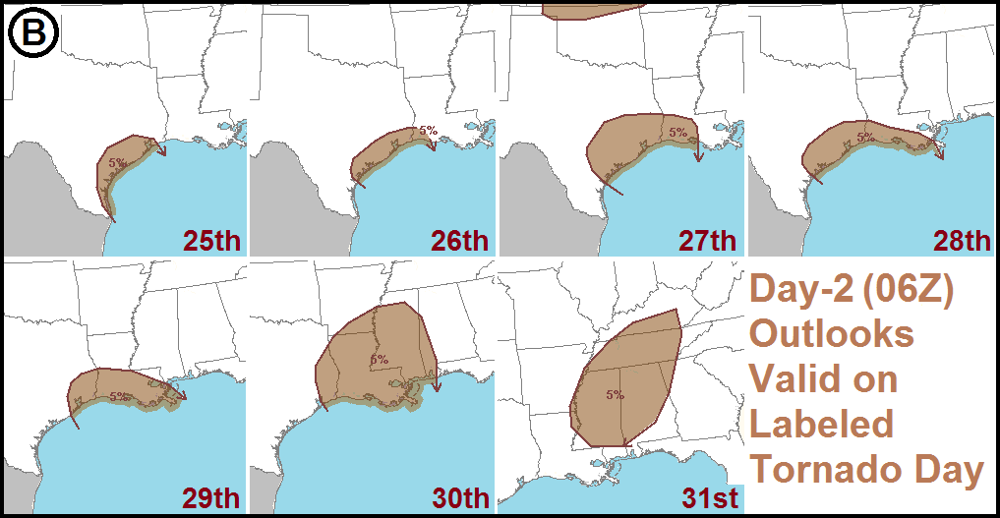 B
5%
25th
5%
26th
5%
27th
5%
28th
5%
29th
5%
30th
5%
31st
Day-2 (06Z)
Outlooks
Valid on
Labeled
Tornado Day